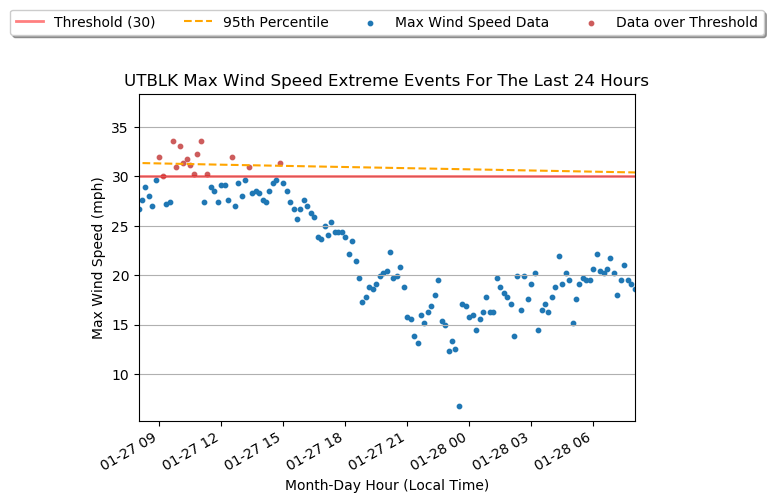 Threshold (30) 95th Percentile Max Wind Speed Data Data over Threshold
UTBLK Max Wind Speed Extreme Events For The Last 24 Hours
35
30
25
20
15
10
Max Wind Speed (mph)
01-27 09 01-27 12 01-27 15 01-27 18 01-27 21 01-28 00 01-28 03 01-28 06
Month-Day Hour (Local Time)